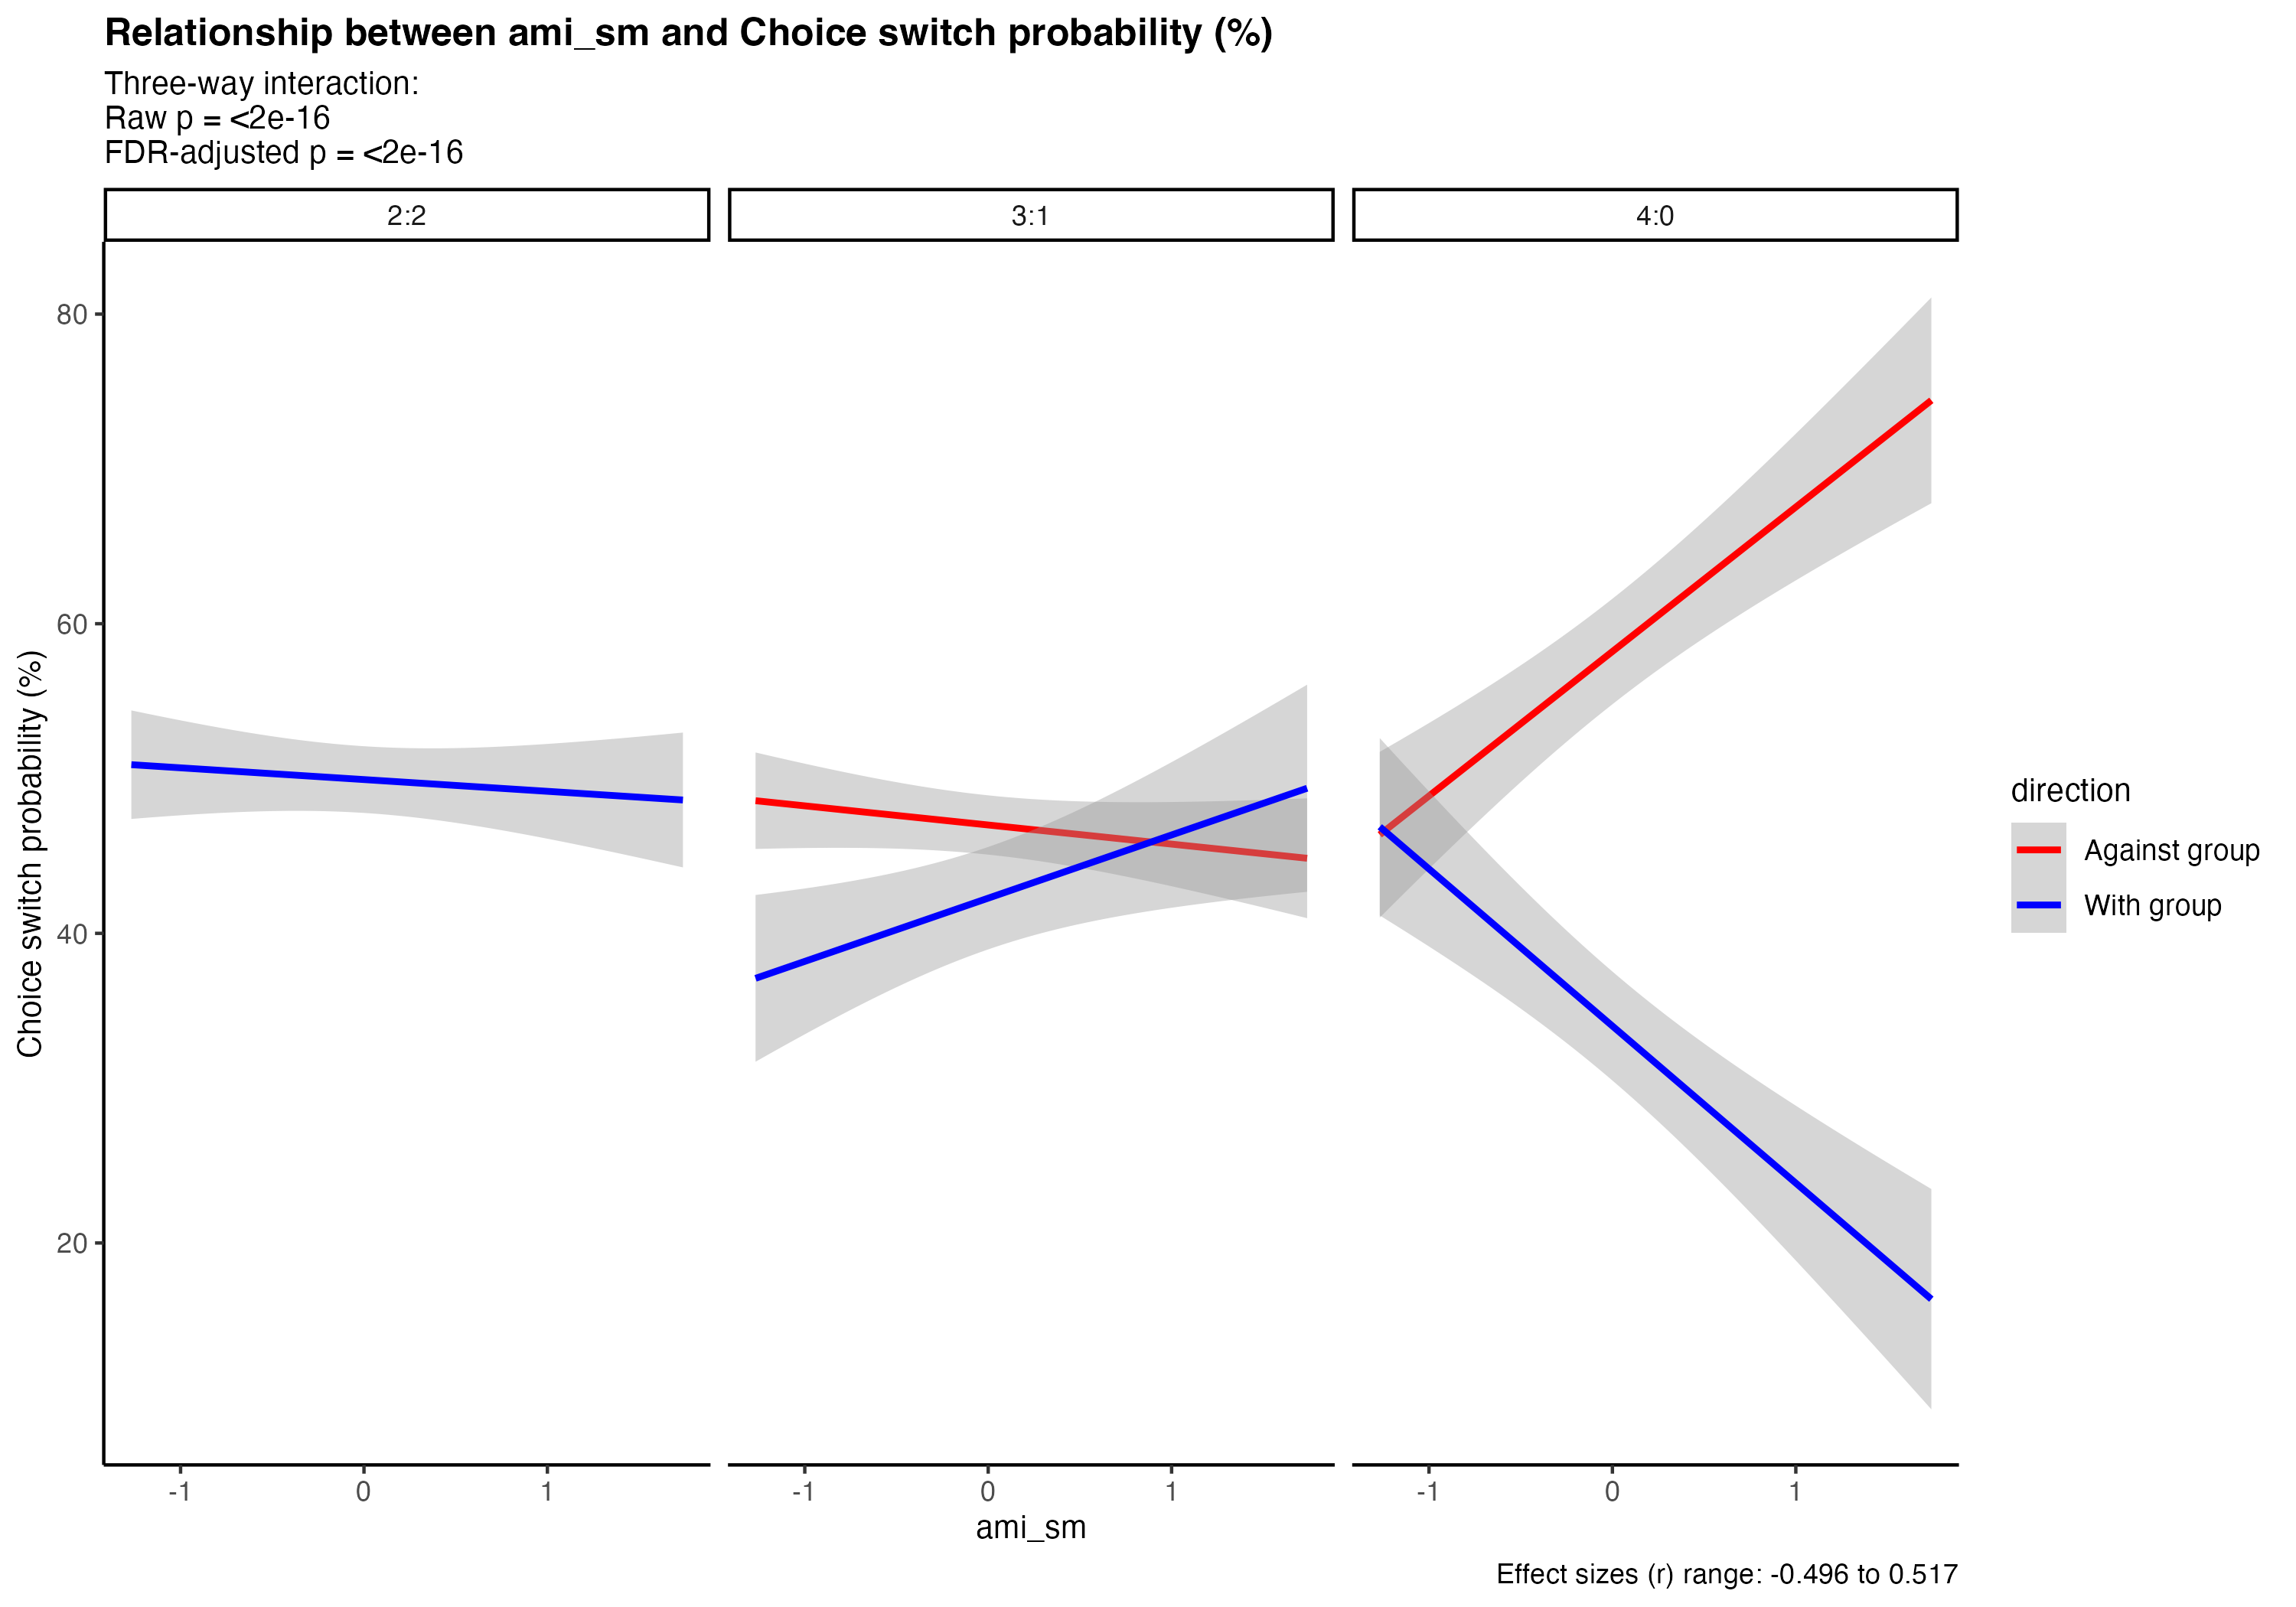 Relationship between ami_sm and Choice switch probability (%)
Three-way interaction:
Raw p = <2e-16
FDR-adjusted p = <2e-16
2:2
3:1
4:0
80
60
40
20
Choice switch probability (%)
-1
0
1
-1
0
1
-1
0
1
ami_sm
direction
Against group
With group
Effect sizes (r) range: -0.496 to 0.517